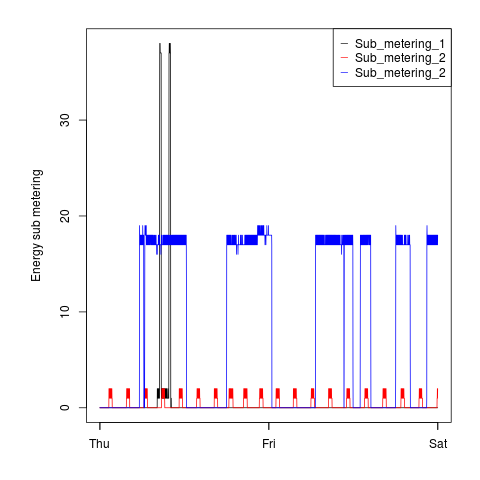 Sub_metering_1
Sub_metering_2
Sub_metering_2
Energy sub metering
30
20
10
0
Thu
Fri
Sat